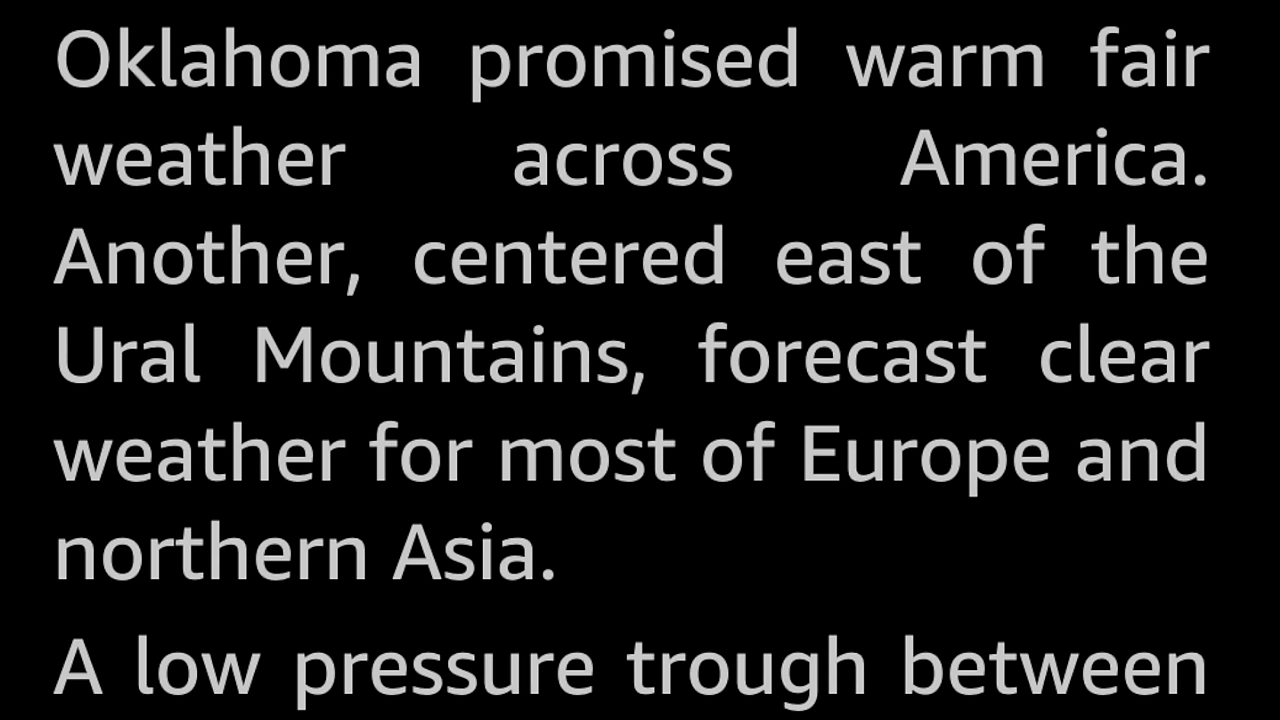 Oklahoma promised warm fair
weather across America.
Another, centered east of the
Ural Mountains, forecast clear
weather for most of Europe and
northern Asia.
A low pressure trough between